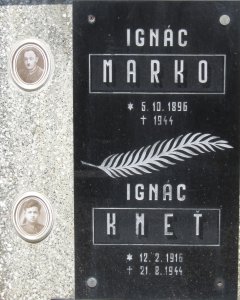 IGNÁC
MARKO
* 6.10.1896
† 1944
IGNÁC
KMEŤ
* 12.2.1916
† 21.8.1944